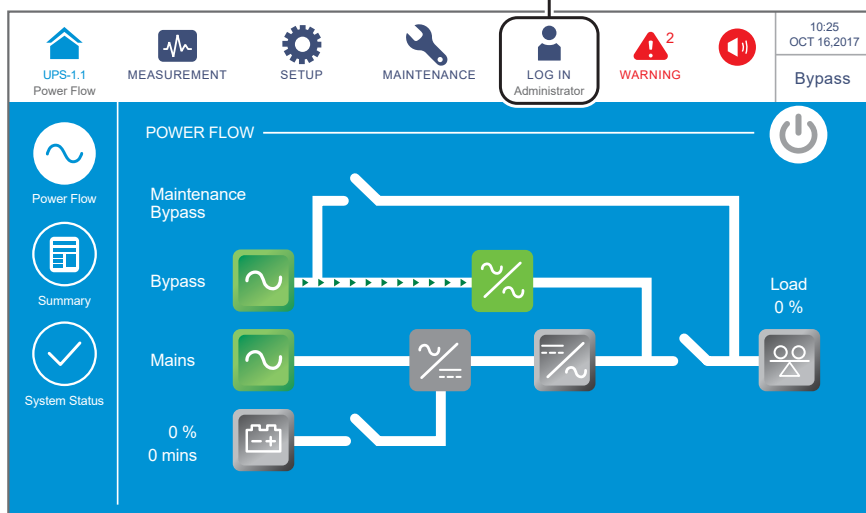 UPS-1.1
Power Flow
MEASUREMENT
SETUP
MAINTENANCE
LOG IN
Administrator
2
WARNING
10:25
OCT 16,2017
Bypass
Power Flow
Summary
System Status
POWER FLOW
Maintenance
Bypass
Bypass
Load
0 %
Mains
0 %
0 mins